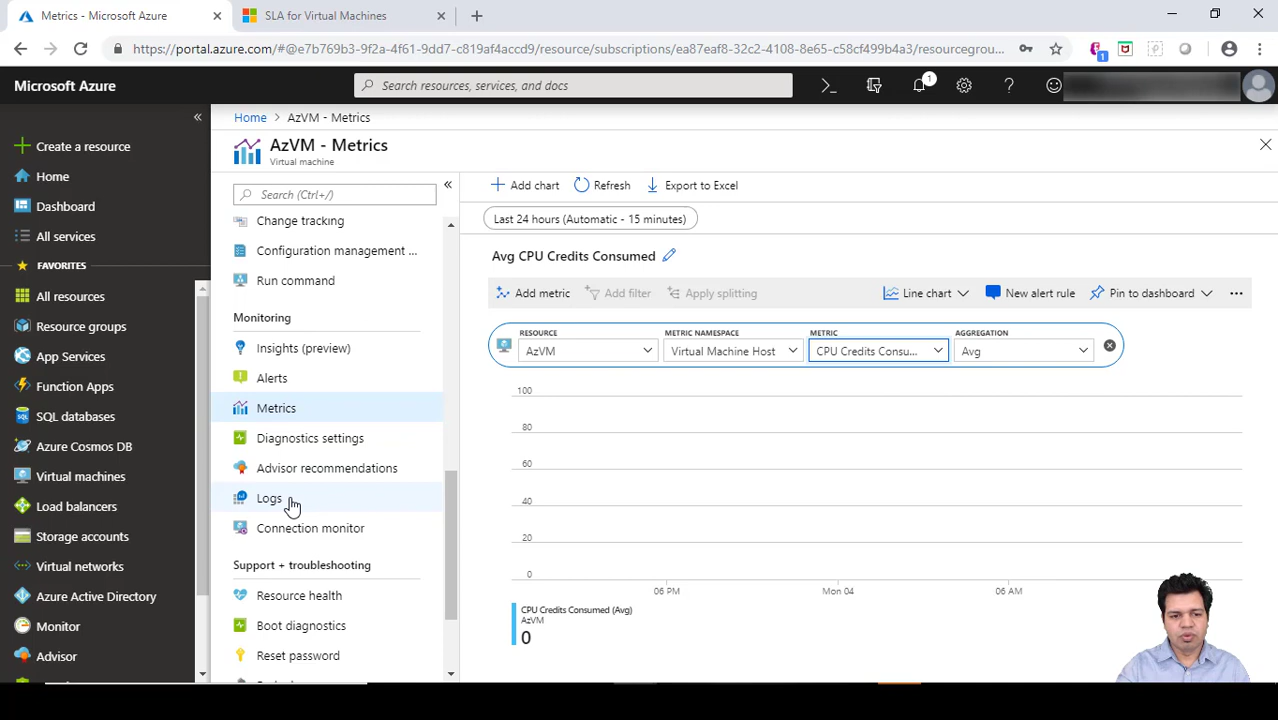 Metrics - Microsoft Azure
SLA for Virtual Machines
https://portal.azure.com/#@e7b769b3-9f2a-4f61-9dd7-c819af4accd9/resource/subscriptions/ea87eaf8-32c2-4108-8e65-c58cf499b4a3/resourcegrou...
1
Microsoft Azure
Search resources, services, and docs
1
Create a resource
Home
Dashboard
All services
FAVORITES
All resources
Resource groups
App Services
Function Apps
SQL databases
Azure Cosmos DB
Virtual machines
Load balancers
Storage accounts
Virtual networks
Azure Active Directory
Monitor
Advisor
Home > AzVM - Metrics
AzVM - Metrics
Virtual machine
Search (Ctrl+/)
Change tracking
Configuration management ...
Run command
Monitoring
Insights (preview)
Alerts
Metrics
Diagnostics settings
Advisor recommendations
Logs
Connection monitor
Support + troubleshooting
Resource health
Boot diagnostics
Reset password
Add chart
Refresh
Export to Excel
Last 24 hours (Automatic - 15 minutes)
Avg CPU Credits Consumed
Add metric
Add filter
Apply splitting
Line chart
New alert rule
Pin to dashboard
RESOURCE
AzVM
METRIC NAMESPACE
Virtual Machine Host
METRIC
CPU Credits Consu...
AGGREGATION
Avg
100
80
60
40
20
0
06 PM
Mon 04
06 AM
CPU Credits Consumed (Avg)
AzVM
0